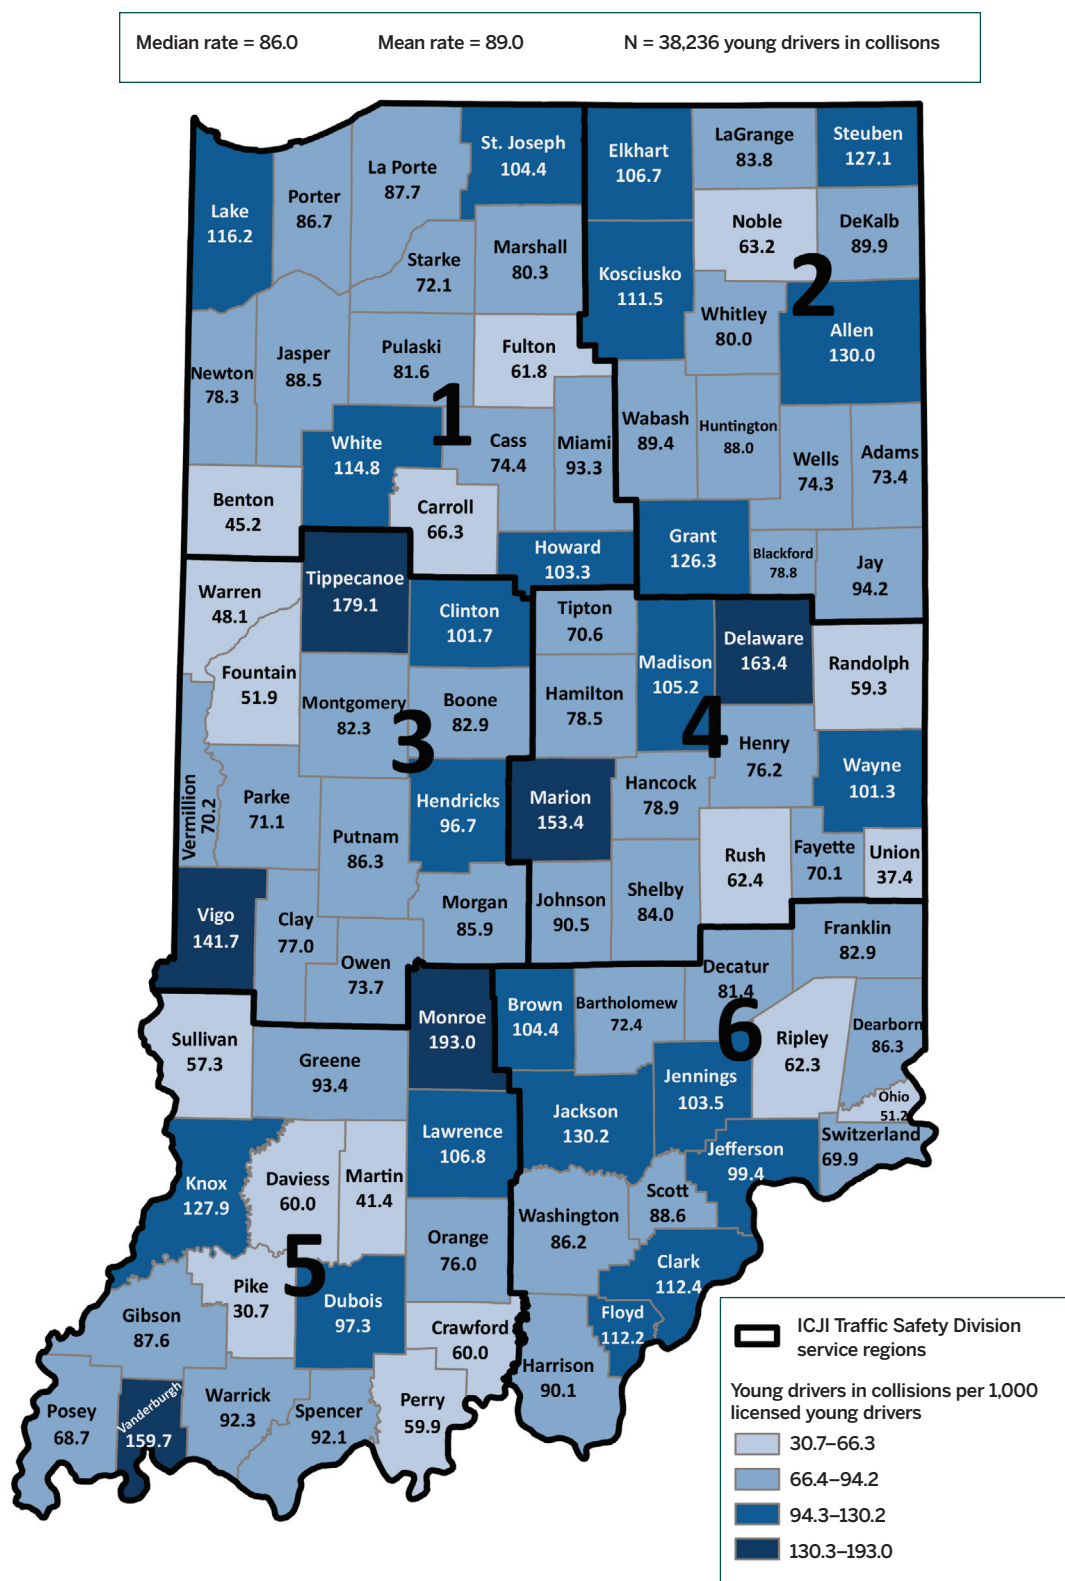 Median rate = 86.0
Mean rate = 89.0
N = 38,236 young drivers in collisons
Lake
116.2
Porter
86.7
La Porte
87.7
St. Joseph
104.4
Starke
72.1
Marshall
80.3
Newton
78.3
Jasper
88.5
Pulaski
81.6
Fulton
61.8
1
White
114.8
Cass
74.4
Miami
93.3
Benton
45.2
Carroll
66.3
Howard
103.3
Elkhart
106.7
LaGrange
83.8
Steuben
127.1
Noble
63.2
DeKalb
89.9
Kosciusko
111.5
2
Whitley
80.0
Allen
130.0
Wabash
89.4
Huntington
88.0
Wells
74.3
Adams
73.4
Grant
126.3
Blackford
78.8
Jay
94.2
Warren
48.1
Tippecanoe
179.1
Clinton
101.7
Fountain
51.9
Montgomery
82.3
Boone
82.9
3
Vermillion
70.2
Parke
71.1
Putnam
86.3
Hendricks
96.7
Vigo
141.7
Clay
77.0
Owen
73.7
Morgan
85.9
Tipton
70.6
Madison
105.2
Delaware
163.4
Randolph
59.3
Hamilton
78.5
4
Henry
76.2
Wayne
101.3
Marion
153.4
Hancock
78.9
Rush
62.4
Fayette
70.1
Union
37.4
Johnson
90.5
Shelby
84.0
Sullivan
57.3
Greene
93.4
Monroe
193.0
Knox
127.9
Daviess
60.0
Martin
41.4
Lawrence
106.8
5
Orange
76.0
Gibson
87.6
Pike
30.7
Dubois
97.3
Crawford
60.0
Posey
68.7
Vanderburgh
159.7
Warrick
92.3
Spencer
92.1
Perry
59.9
Brown
104.4
Bartholomew
72.4
Decatur
81.4
Franklin
82.9
6
Ripley
62.3
Dearborn
86.3
Ohio
51.2
Jackson
130.2
Jennings
103.5
Jefferson
99.4
Switzerland
69.9
Washington
86.2
Scott
88.6
Clark
112.4
Floyd
112.2
Harrison
90.1
ICJI Traffic Safety Division
service regions
Young drivers in collisions per 1,000
licensed young drivers
30.7–66.3
66.4–94.2
94.3–130.2
130.3–193.0